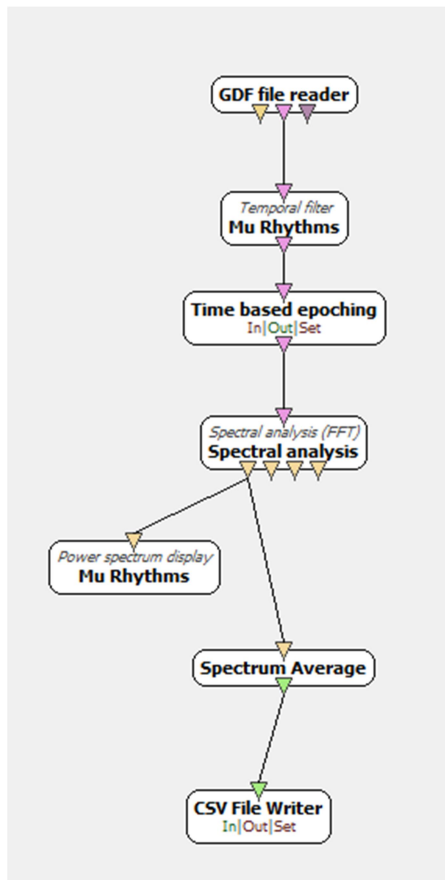 GDF file reader
Temporal filter
Mu Rhythms
Time based epoching
In|Out|Set
Spectral analysis (FFT)
Spectral analysis
Power spectrum display
Mu Rhythms
Spectrum Average
CSV File Writer
In|Out|Set